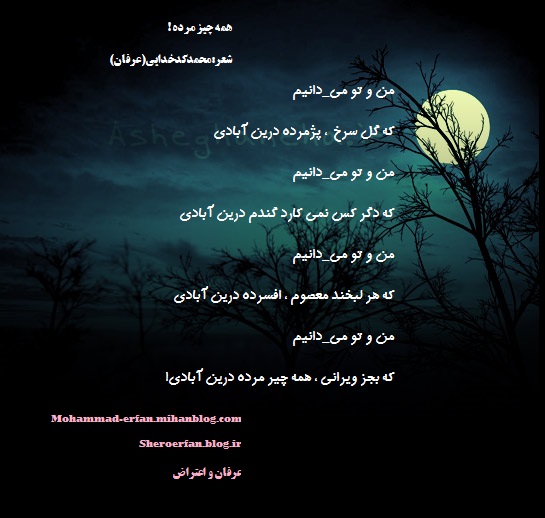 همه چیز مرده!
شعر:محمدکدخدایی(عرفان)
من و تو می_دانیم
که گل سرخ ، پژمرده درین آبادی
من و تو می_دانیم
که دگر کس نمی کارد گندم درین آبادی
من و تو می_دانیم
که هر لبخند معصوم ، افسرده درین آبادی
من و تو می_دانیم
که بجز ویرانی ، همه چیر مرده درین آبادی!
Mohammad-erfan.mihanblog.com
Sheroerfan.blog.ir
عرفان و اعتراض